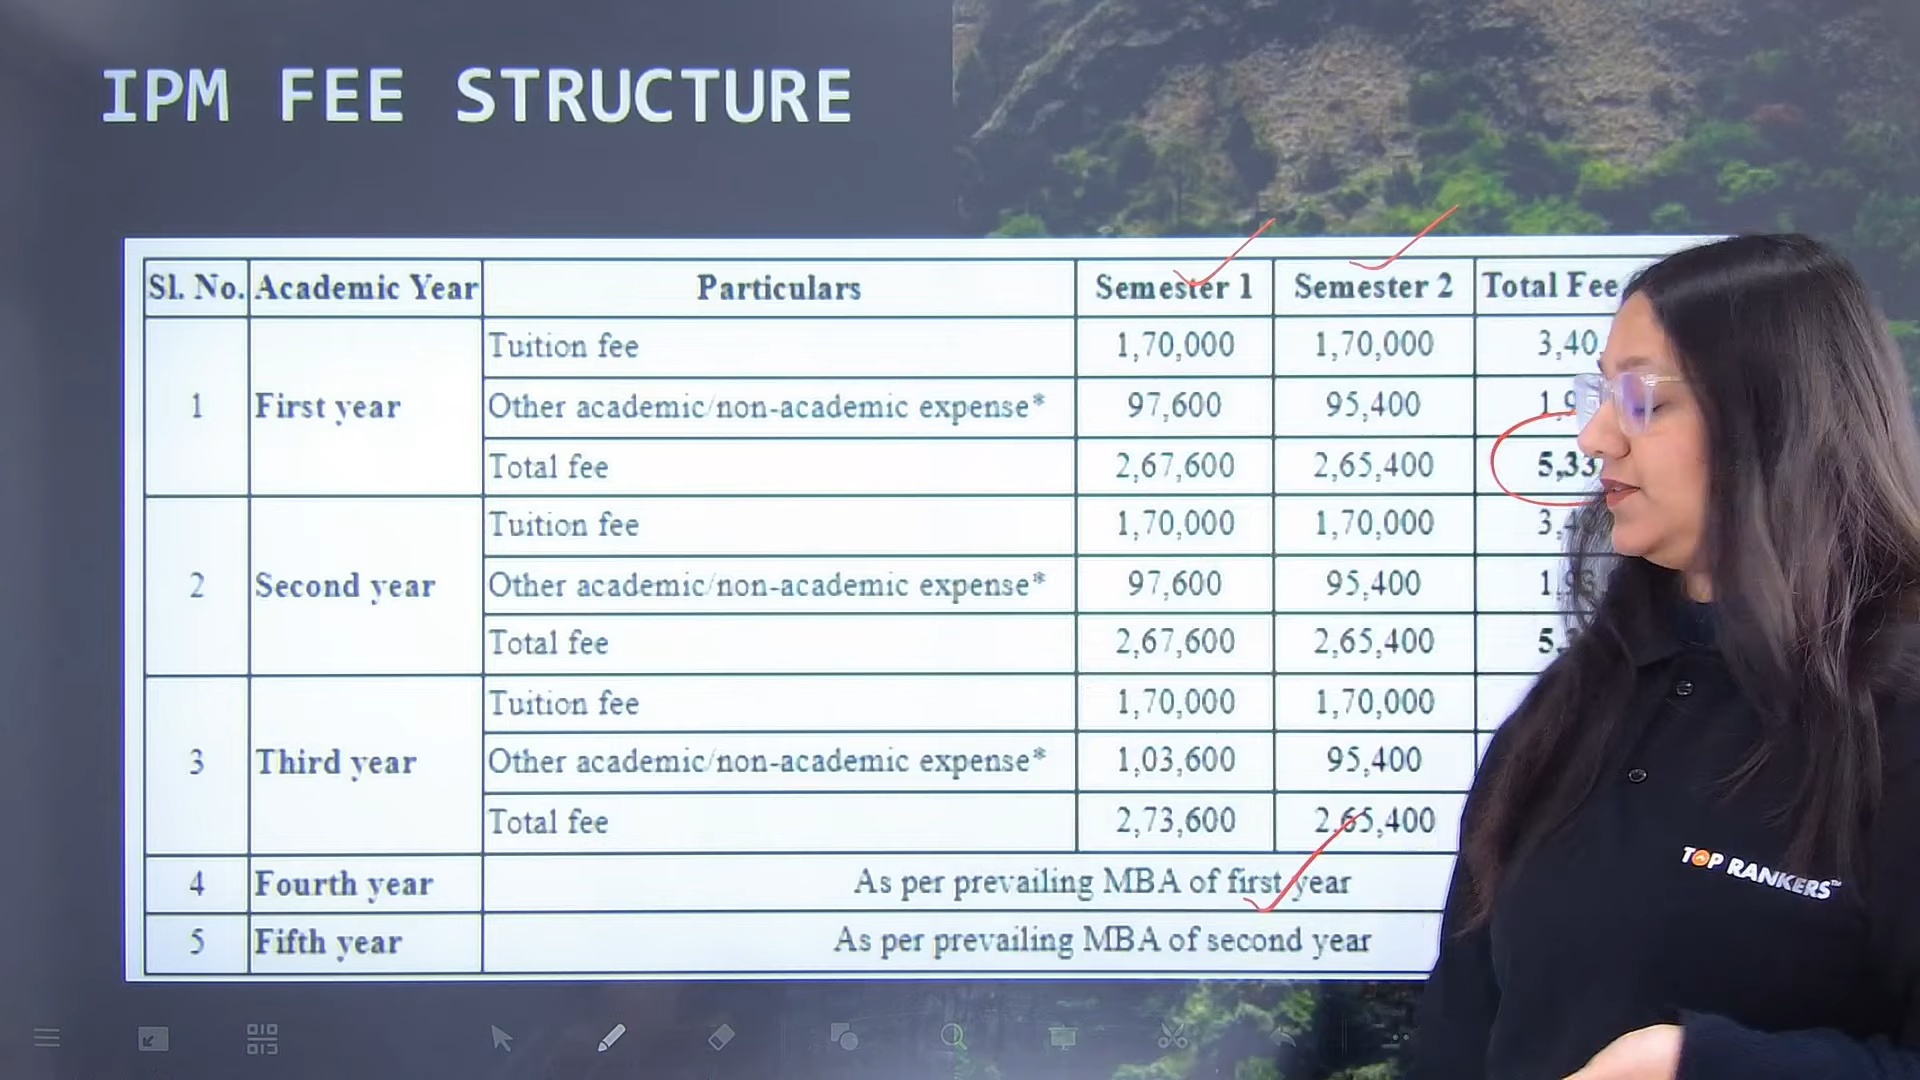 IPM FEE STRUCTURE
Sl. No. Academic Year Particulars Semester 1 Semester 2 Total Fee
1 First year Tuition fee 1,70,000 1,70,000
Other academic/non-academic expense* 97,600 95,400
Total fee 2,67,600 2,65,400
2 Second year Tuition fee 1,70,000 1,70,000
Other academic/non-academic expense* 97,600 95,400
Total fee 2,67,600 2,65,400
3 Third year Tuition fee 1,70,000 1,70,000
Other academic/non-academic expense* 1,03,600 95,400
Total fee 2,73,600 2,65,400
4 Fourth year As per prevailing MBA of first year
5 Fifth year As per prevailing MBA of second year
TOP RANKERS™